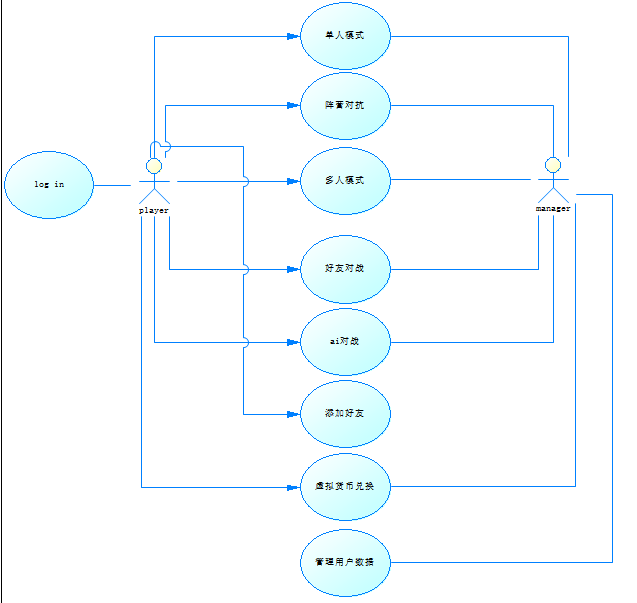 单人模式
阵营对抗
log in
多人模式
player
manager
好友对战
ai对战
添加好友
虚拟货币兑换
管理用户数据